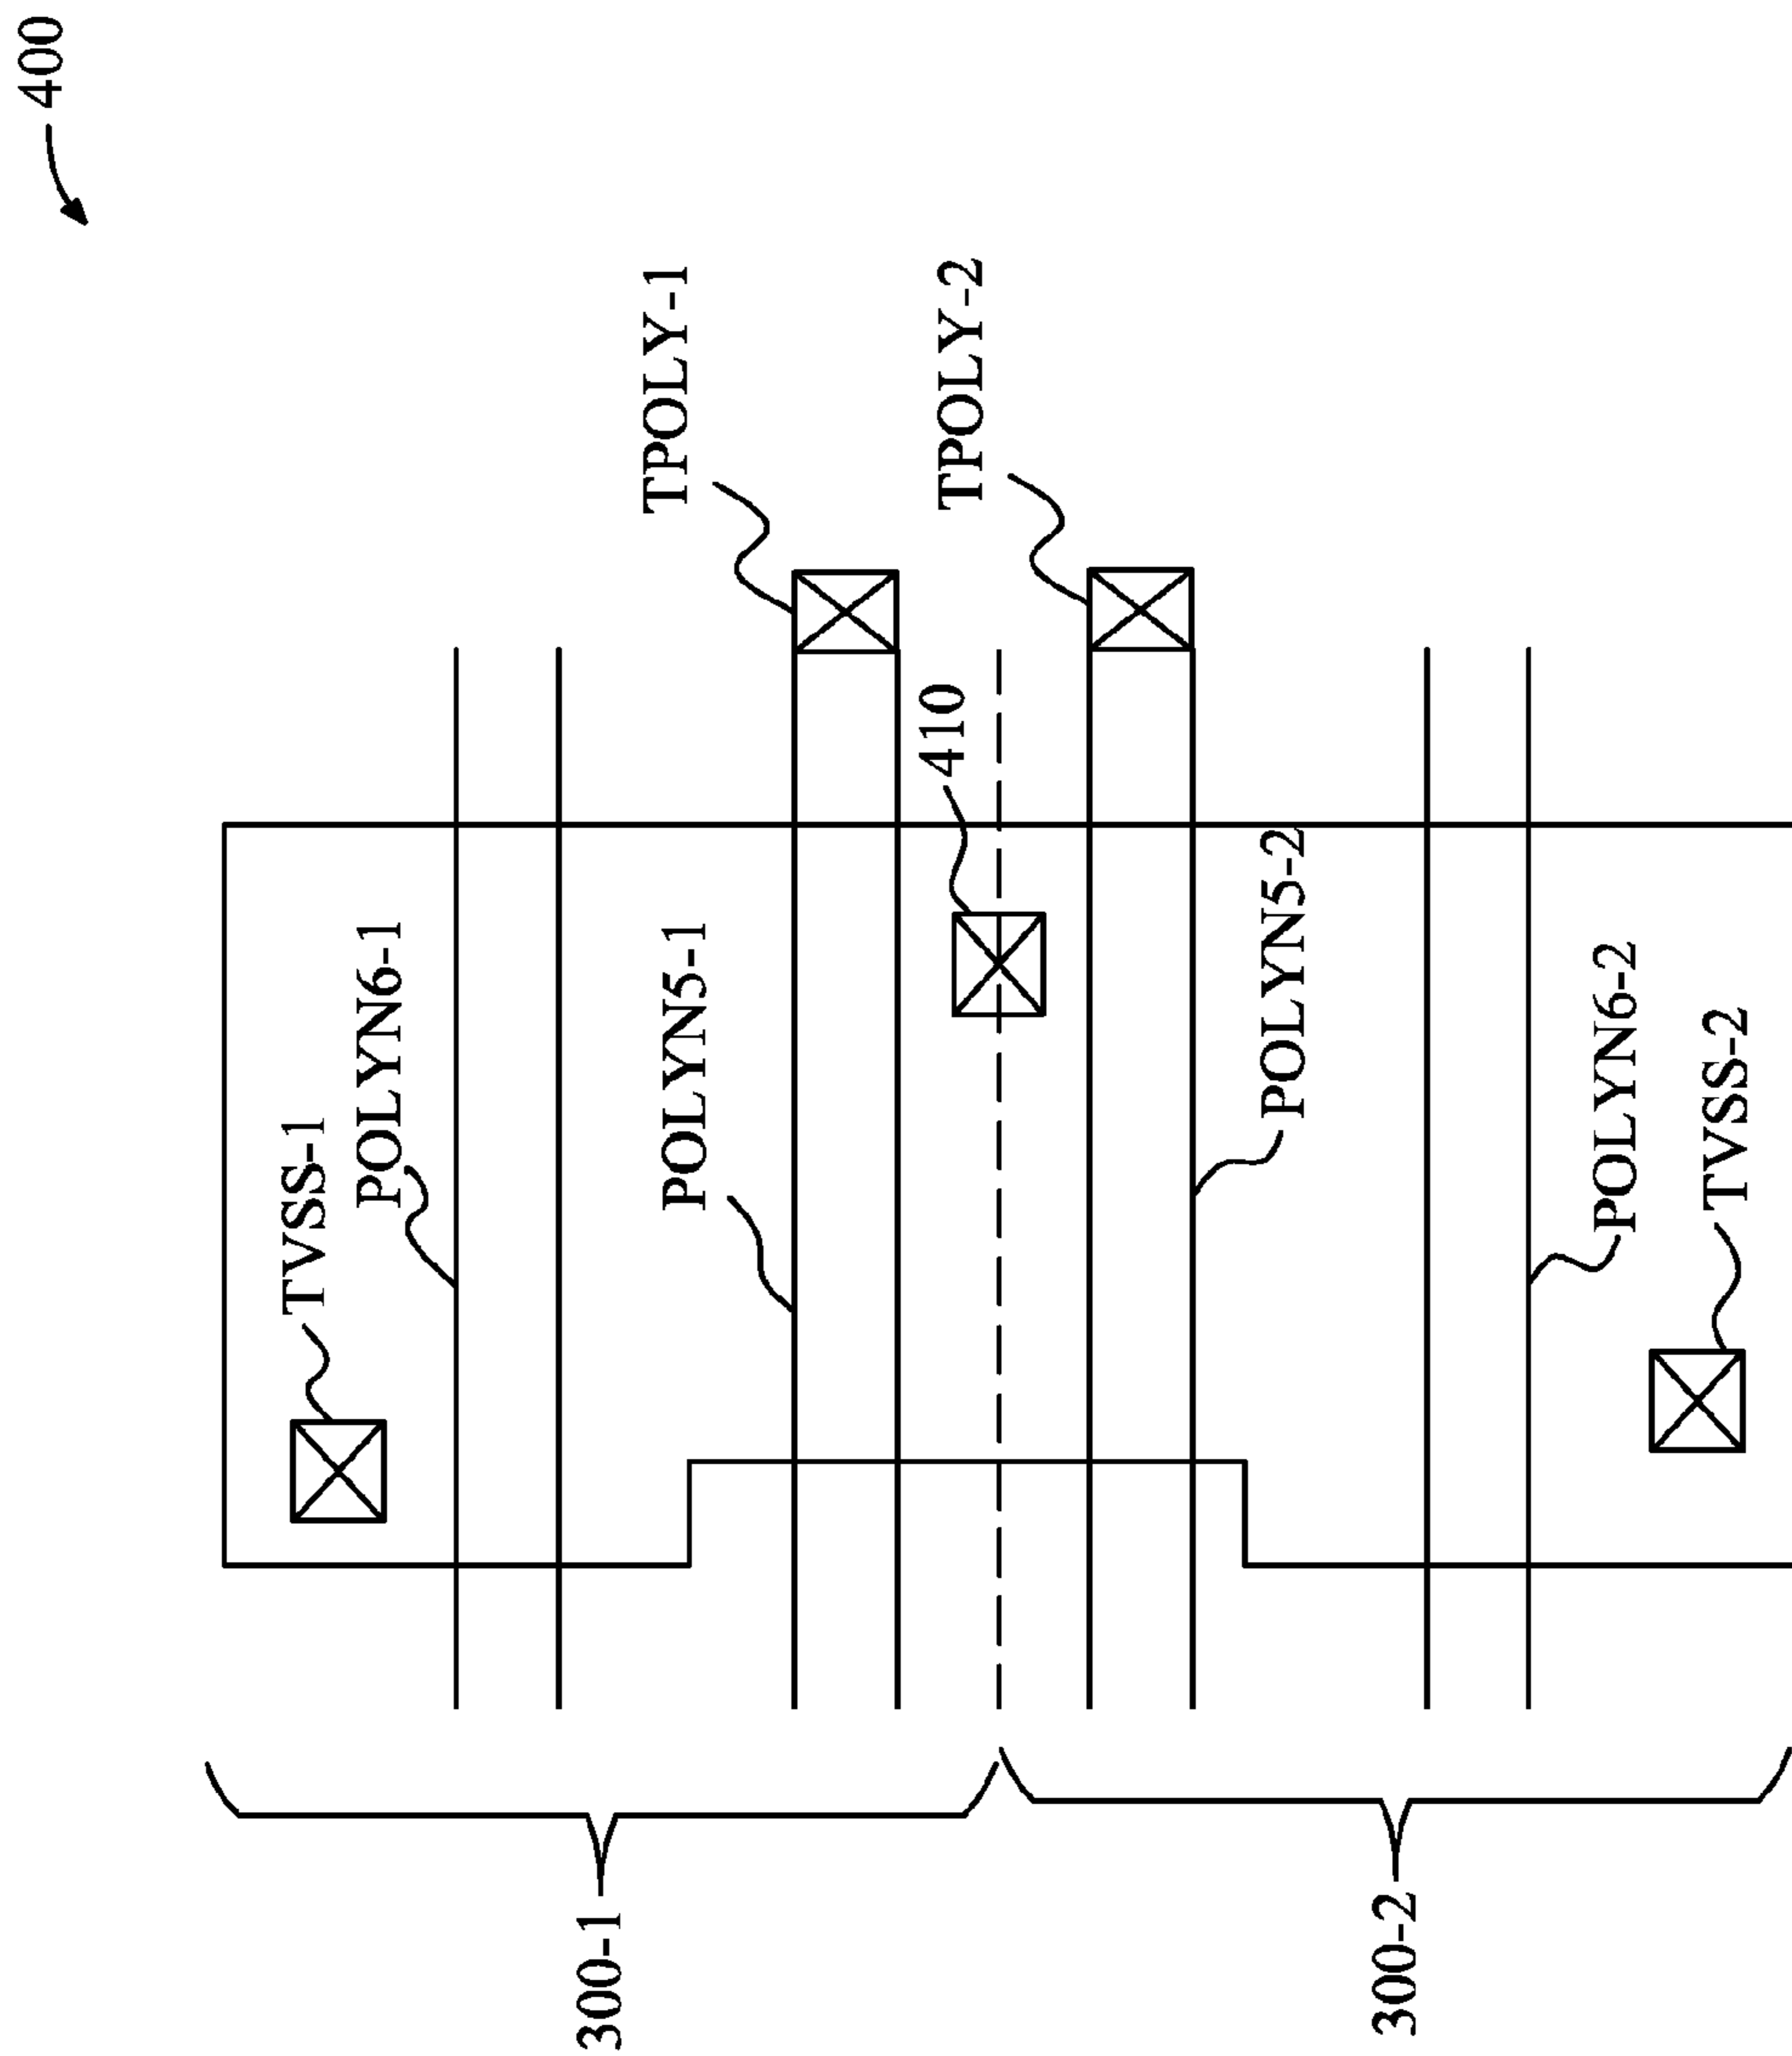 400
TPOLY-1
TPOLY-2
410
TVSS-1
POLYN6-1
POLYN5-1
POLYN5-2
POLYN6-2
TVSS-2
300-1
300-2